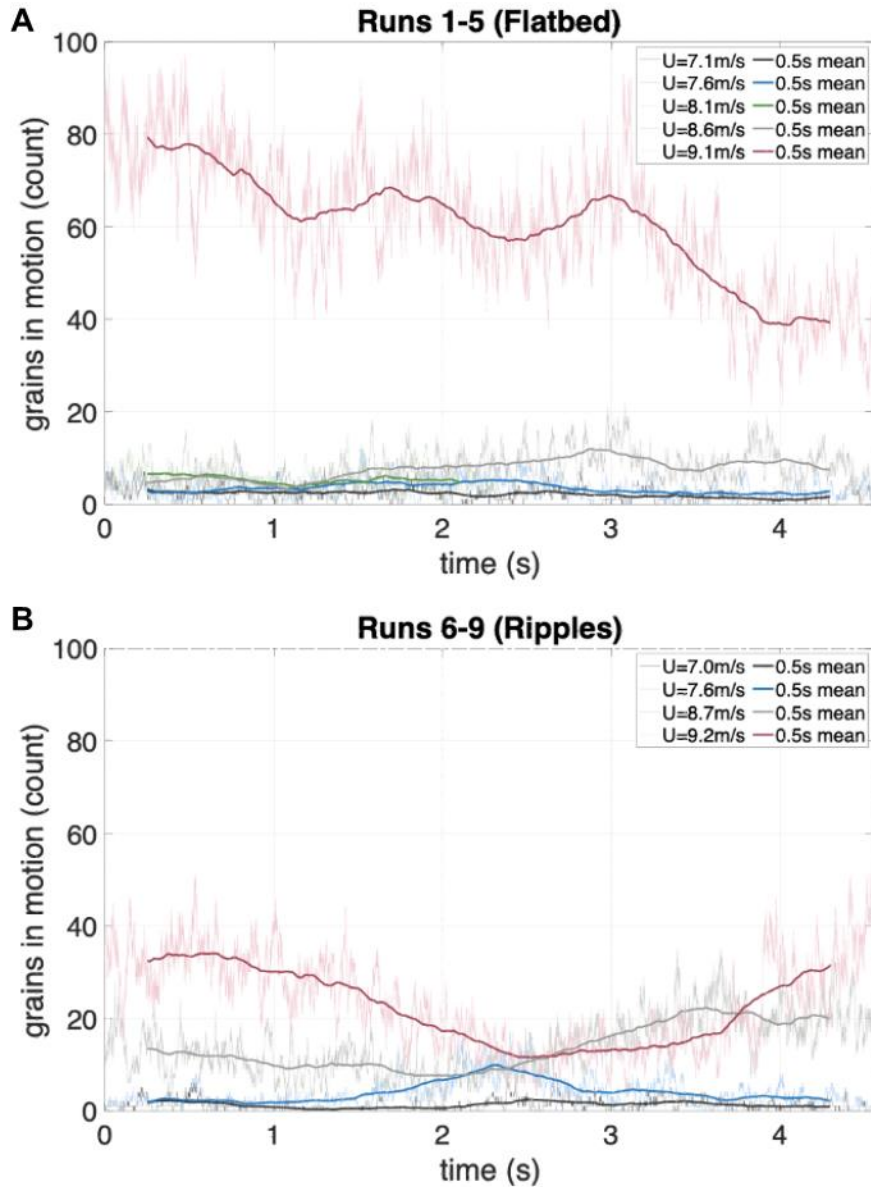 A
Runs 1-5 (Flatbed)
100
80
60
40
20
0
grains in motion (count)
U=7.1m/s 0.5s mean
U=7.6m/s 0.5s mean
U=8.1m/s 0.5s mean
U=8.6m/s 0.5s mean
U=9.1m/s 0.5s mean
0 1 2 3 4
time (s)
B
Runs 6-9 (Ripples)
100
80
60
40
20
0
grains in motion (count)
U=7.0m/s 0.5s mean
U=7.6m/s 0.5s mean
U=8.7m/s 0.5s mean
U=9.2m/s 0.5s mean
0 1 2 3 4
time (s)